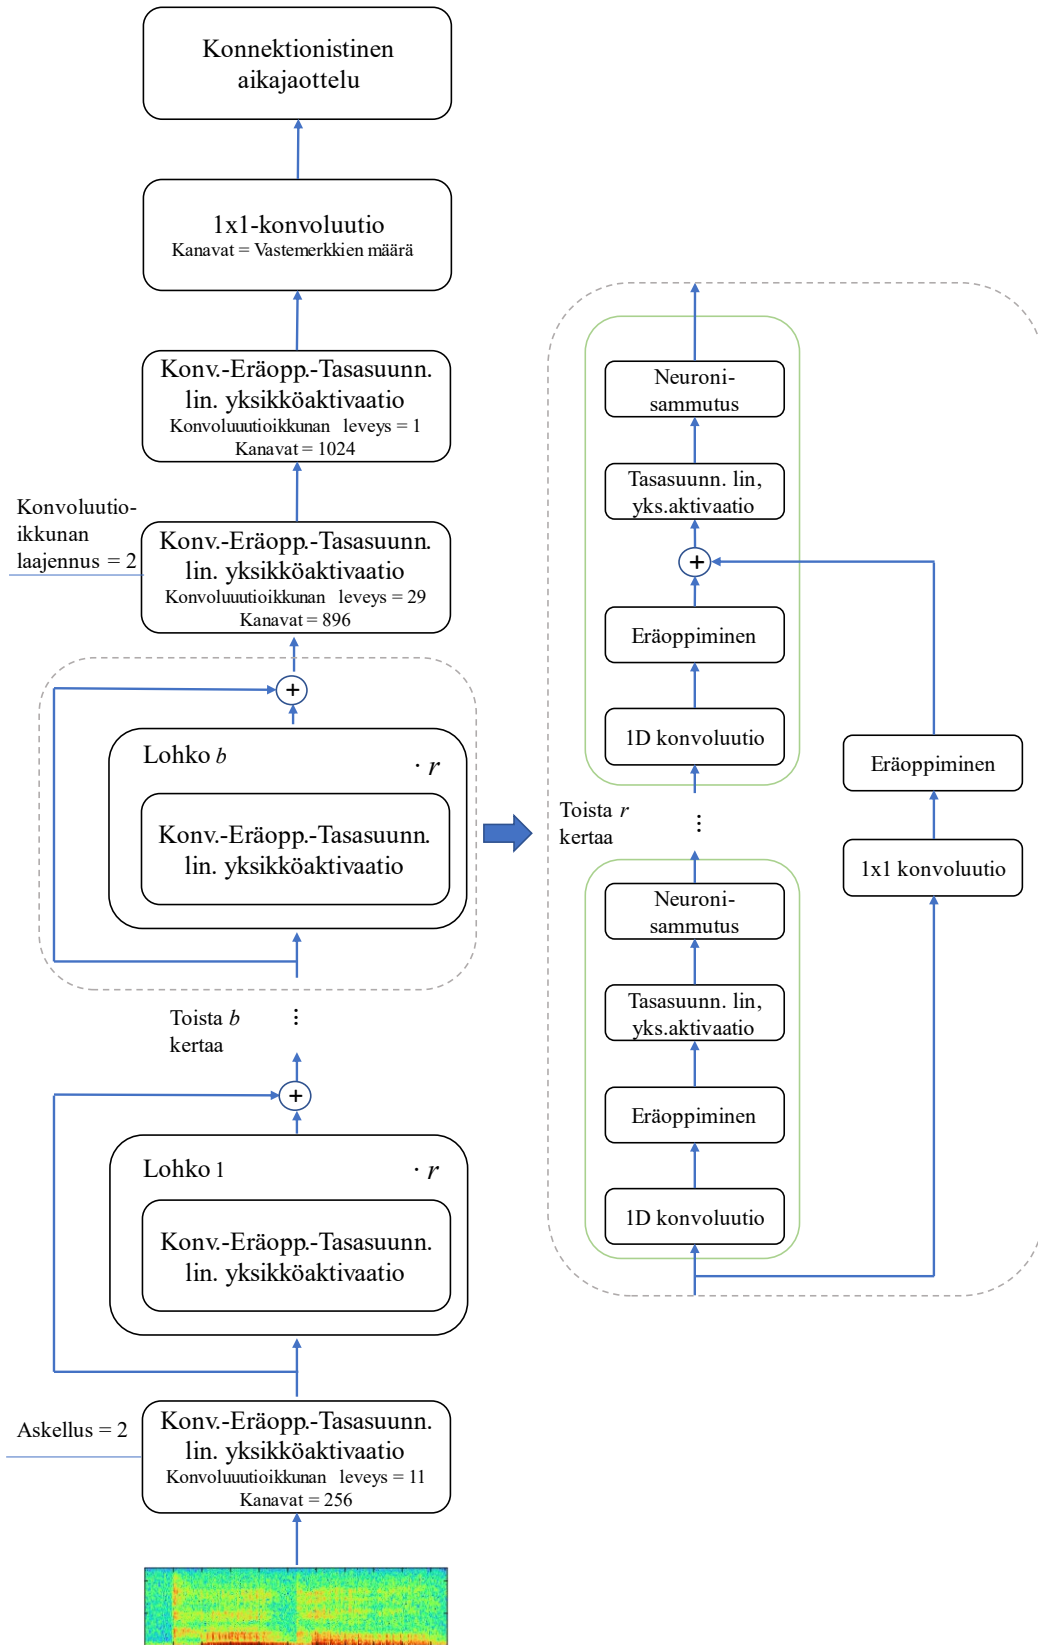 Konnektionistinen
aikajaottelu
1x1-konvoluutio
Kanavat = Vastemerkkien määrä
Konv.-Eräopp.-Tasasuunn.
lin. yksikköaktivaatio
Konvoluuutioikkunan leveys = 1
Kanavat = 1024
Konvoluutio-
ikkunan
laajennus = 2
Konv.-Eräopp.-Tasasuunn.
lin. yksikköaktivaatio
Konvoluuutioikkunan leveys = 29
Kanavat = 896
+
Lohko b
· r
Konv.-Eräopp.-Tasasuunn.
lin. yksikköaktivaatio
Toista b
kertaa
...
+
Lohko 1
· r
Konv.-Eräopp.-Tasasuunn.
lin. yksikköaktivaatio
Askellus = 2
Konv.-Eräopp.-Tasasuunn.
lin. yksikköaktivaatio
Konvoluuutioikkunan leveys = 11
Kanavat = 256
Neuroni-
sammutus
Tasasuunn. lin,
yks.aktivaatio
+
Eräoppiminen
1D konvoluutio
Eräoppiminen
1x1 konvoluutio
Toista r
kertaa
...
Neuroni-
sammutus
Tasasuunn. lin,
yks.aktivaatio
Eräoppiminen
1D konvoluutio